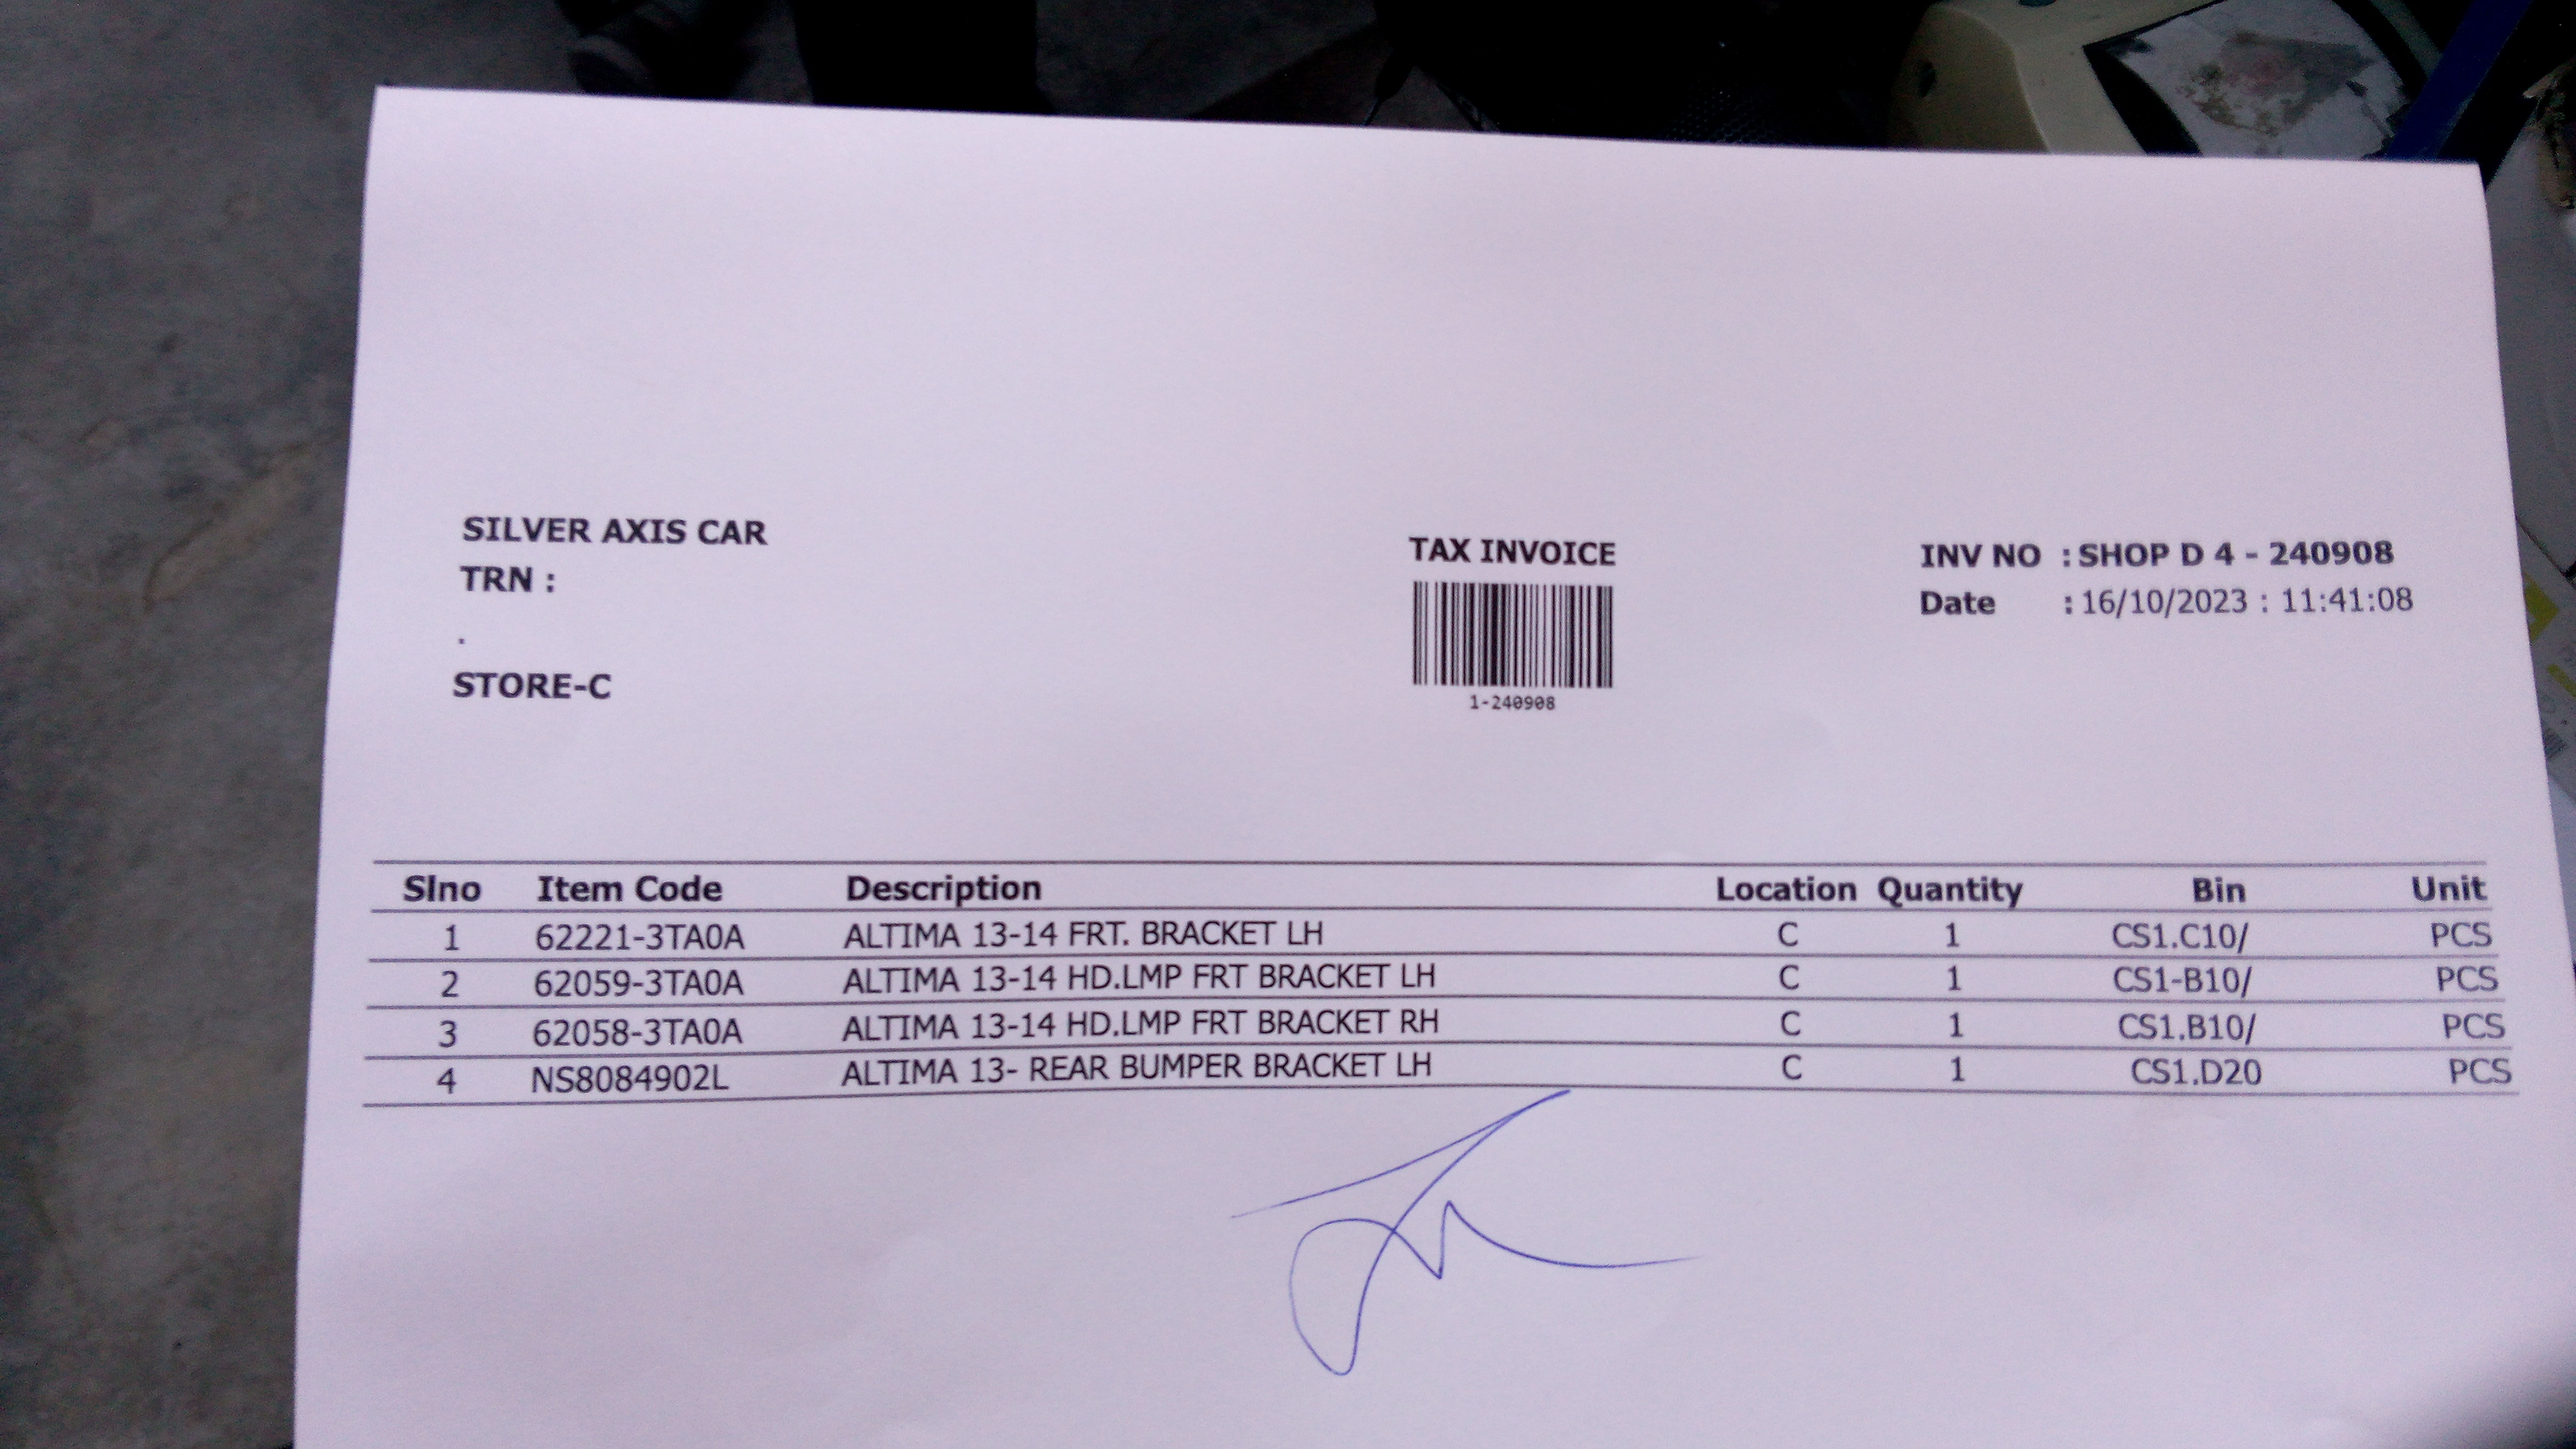 SILVER AXIS CAR
TRN :
.
STORE-C
TAX INVOICE
1-240908
INV NO : SHOP D 4 - 240908
Date : 16/10/2023 : 11:41:08
Slno Item Code Description Location Quantity Bin Unit
1 62221-3TA0A ALTIMA 13-14 FRT. BRACKET LH C 1 CS1.C10/ PCS
2 62059-3TA0A ALTIMA 13-14 HD.LMP FRT BRACKET LH C 1 CS1-B10/ PCS
3 62058-3TA0A ALTIMA 13-14 HD.LMP FRT BRACKET RH C 1 CS1.B10/ PCS
4 NS8084902L ALTIMA 13- REAR BUMPER BRACKET LH C 1 CS1.D20 PCS